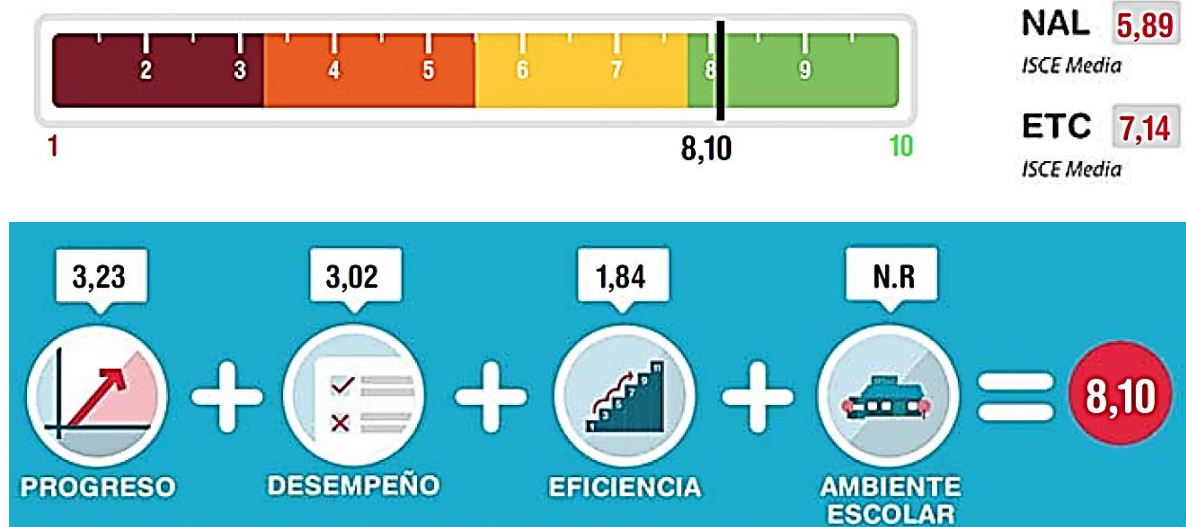 NAL 5,89
ISCE Media
2 3 4 5 6 7 8 9
1 8,10 10
ETC 7,14
ISCE Media
3,23 3,02 1,84 N.R
8,10
PROGRESO DESEMPEÑO EFICIENCIA AMBIENTE
ESCOLAR